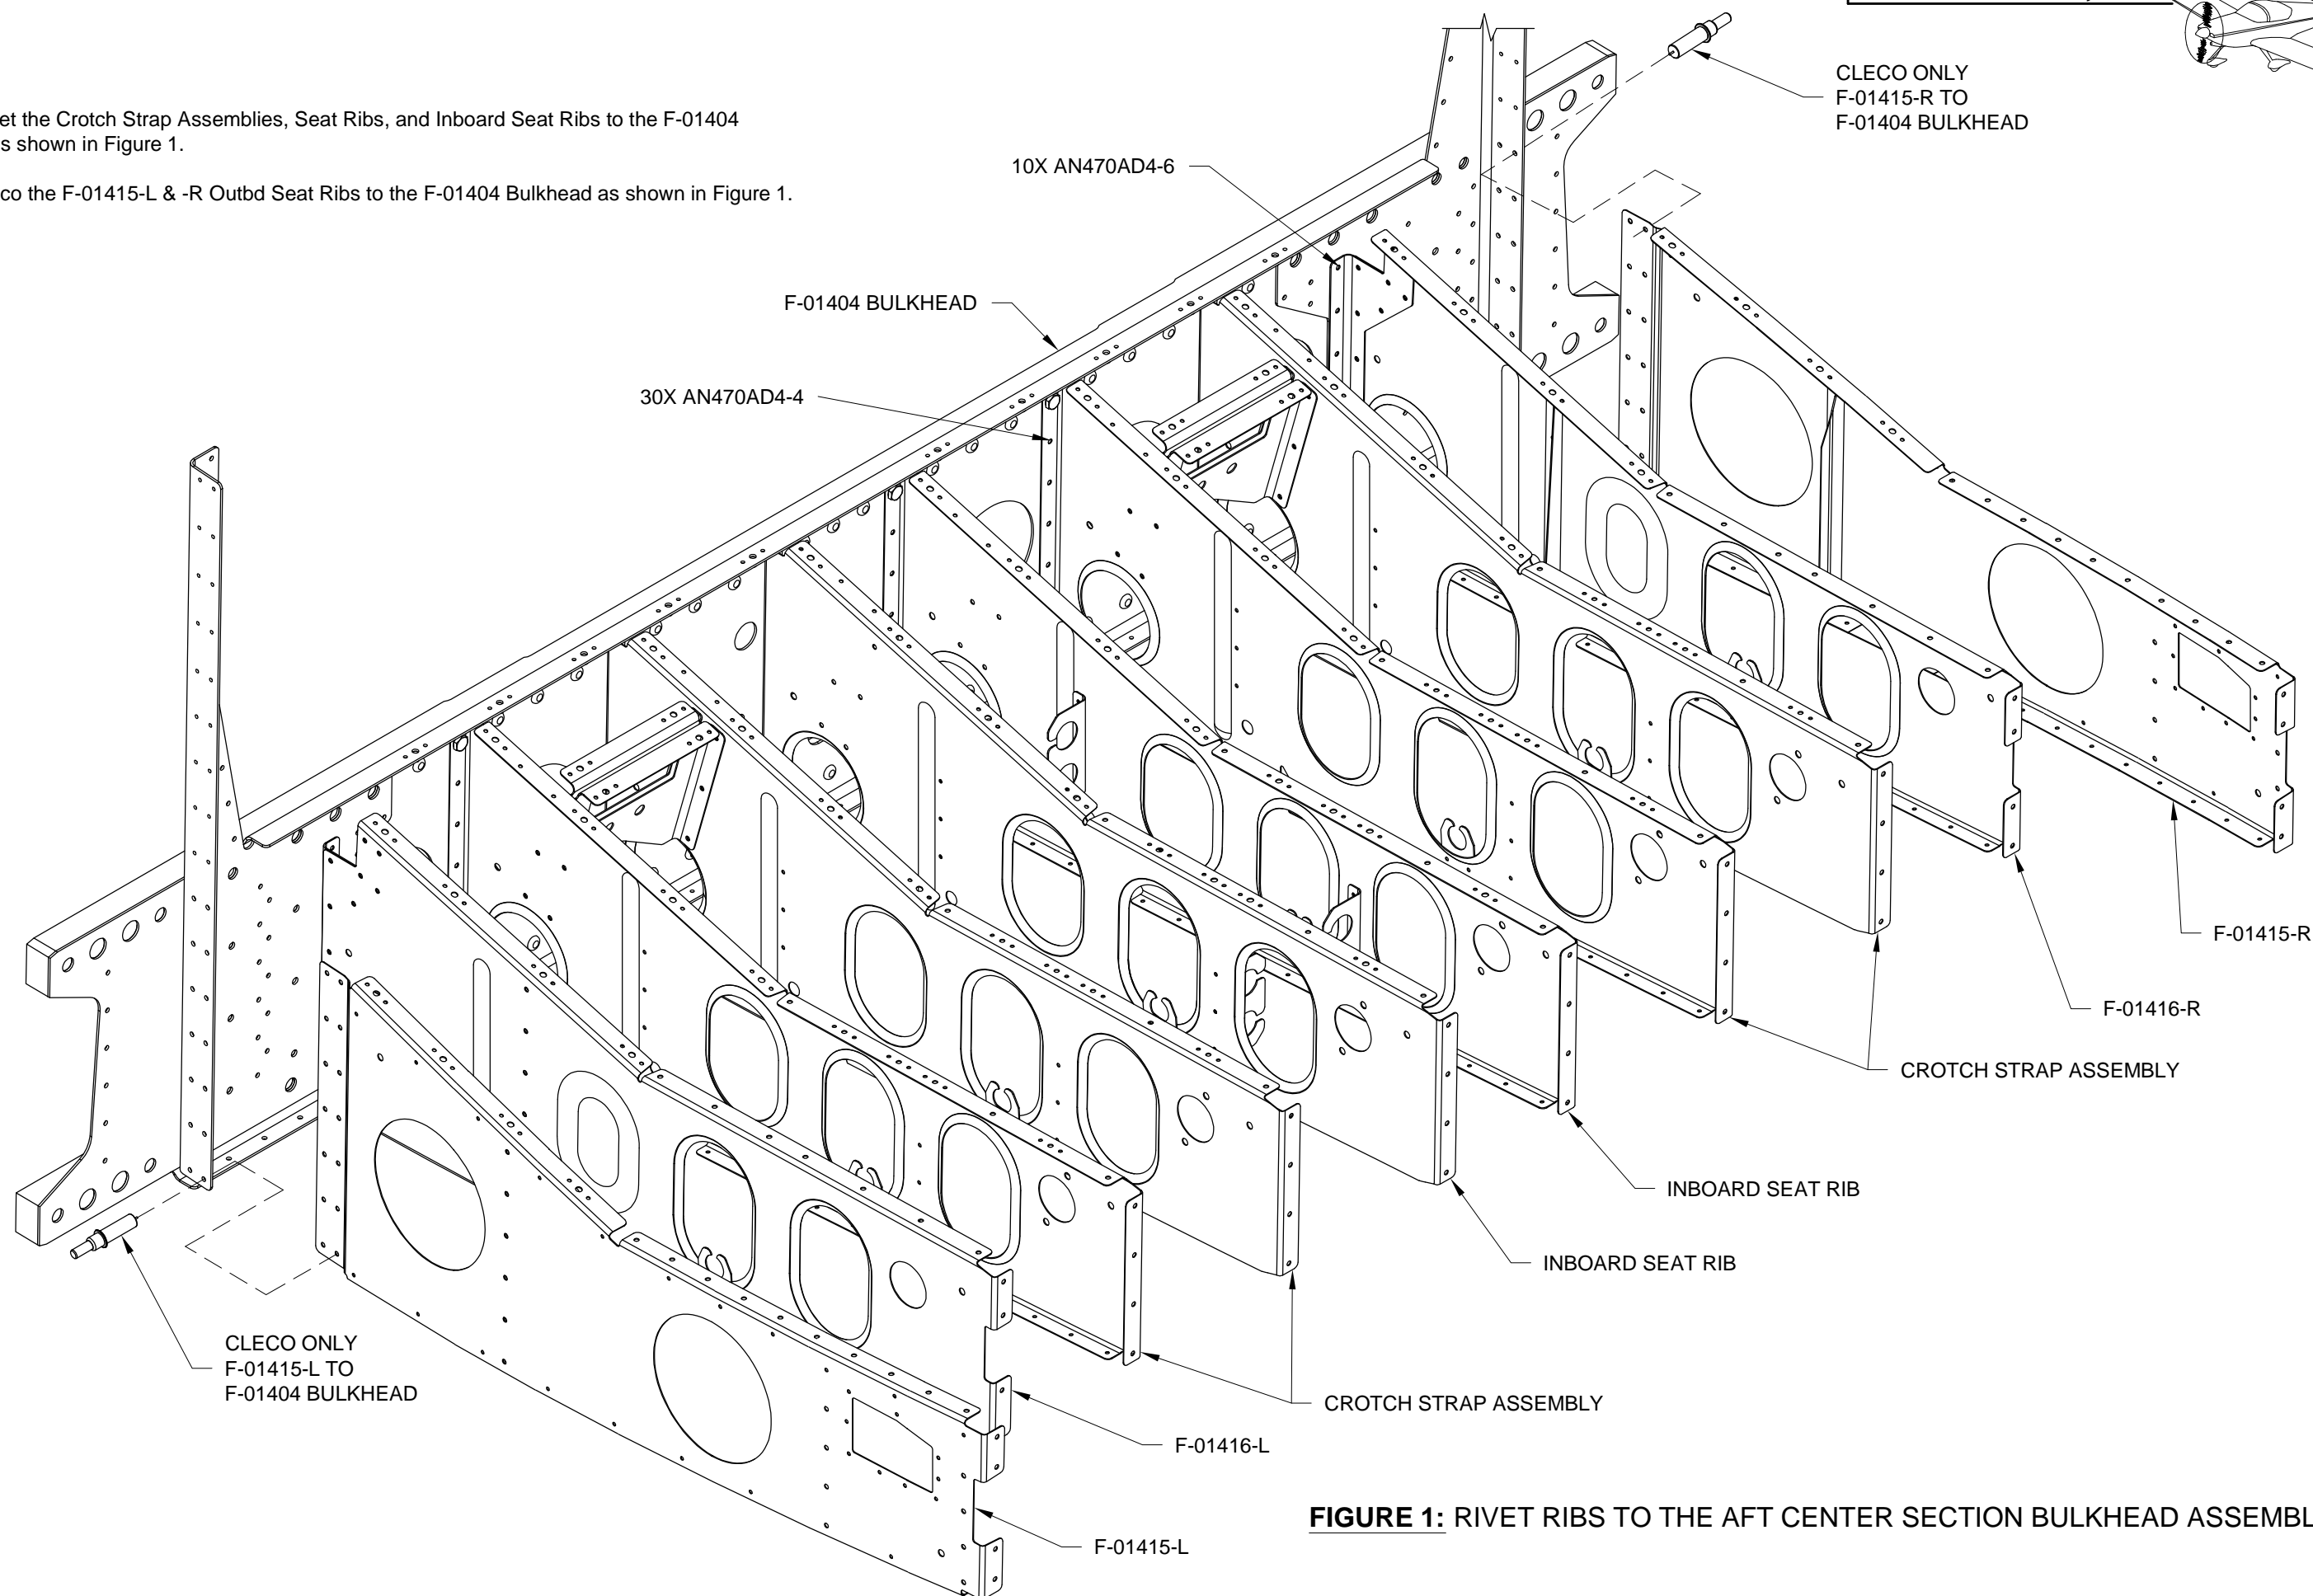 et the Crotch Strap Assemblies, Seat Ribs, and Inboard Seat Ribs to the F-01404
s shown in Figure 1.
co the F-01415-L & -R Outbd Seat Ribs to the F-01404 Bulkhead as shown in Figure 1.
CLECO ONLY
F-01415-R TO
F-01404 BULKHEAD
10X AN470AD4-6
F-01404 BULKHEAD
30X AN470AD4-4
F-01415-R
F-01416-R
CROTCH STRAP ASSEMBLY
INBOARD SEAT RIB
INBOARD SEAT RIB
CLECO ONLY
F-01415-L TO
F-01404 BULKHEAD
CROTCH STRAP ASSEMBLY
F-01416-L
FIGURE 1: RIVET RIBS TO THE AFT CENTER SECTION BULKHEAD ASSEMBL
F-01415-L